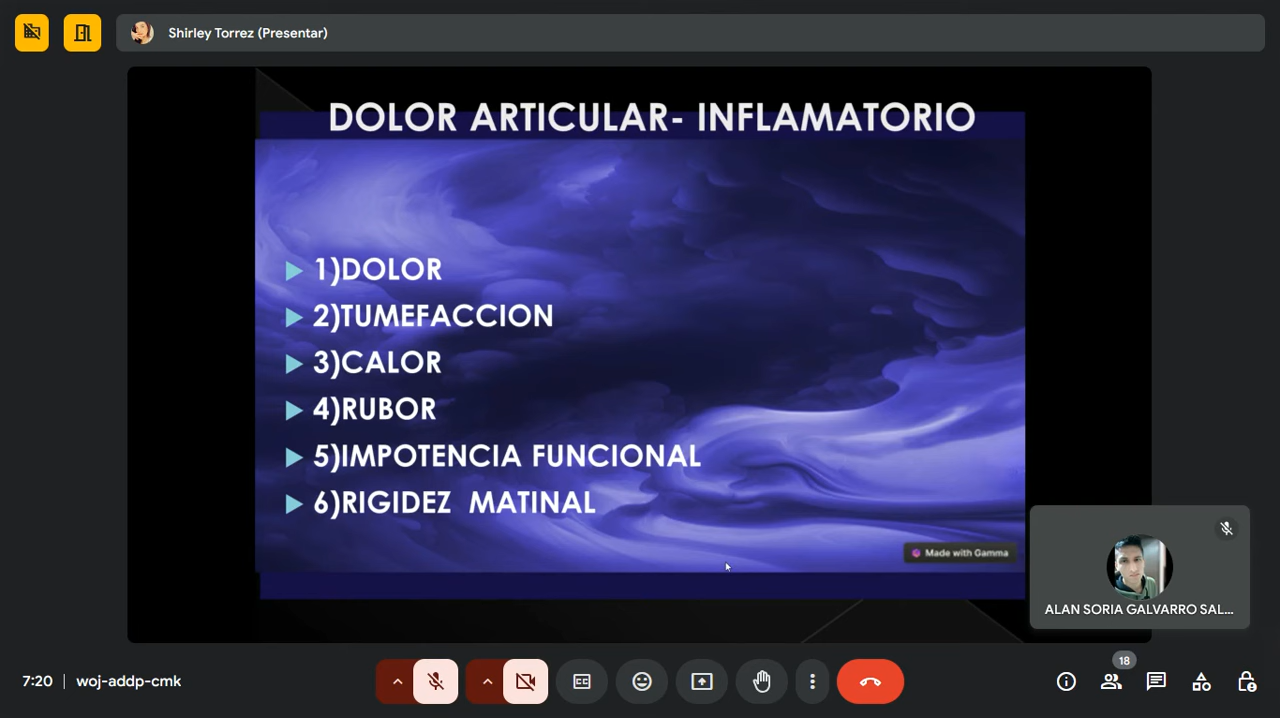 Shirley Torrez (Presentar)
DOLOR ARTICULAR- INFLAMATORIO
1)DOLOR
2)TUMEFACCION
3)CALOR
4)RUBOR
5)IMPOTENCIA FUNCIONAL
6)RIGIDEZ MATINAL
Made with Gamma
ALAN SORIA GALVARRO SAL...
7:20 | woj-addp-cmk
18